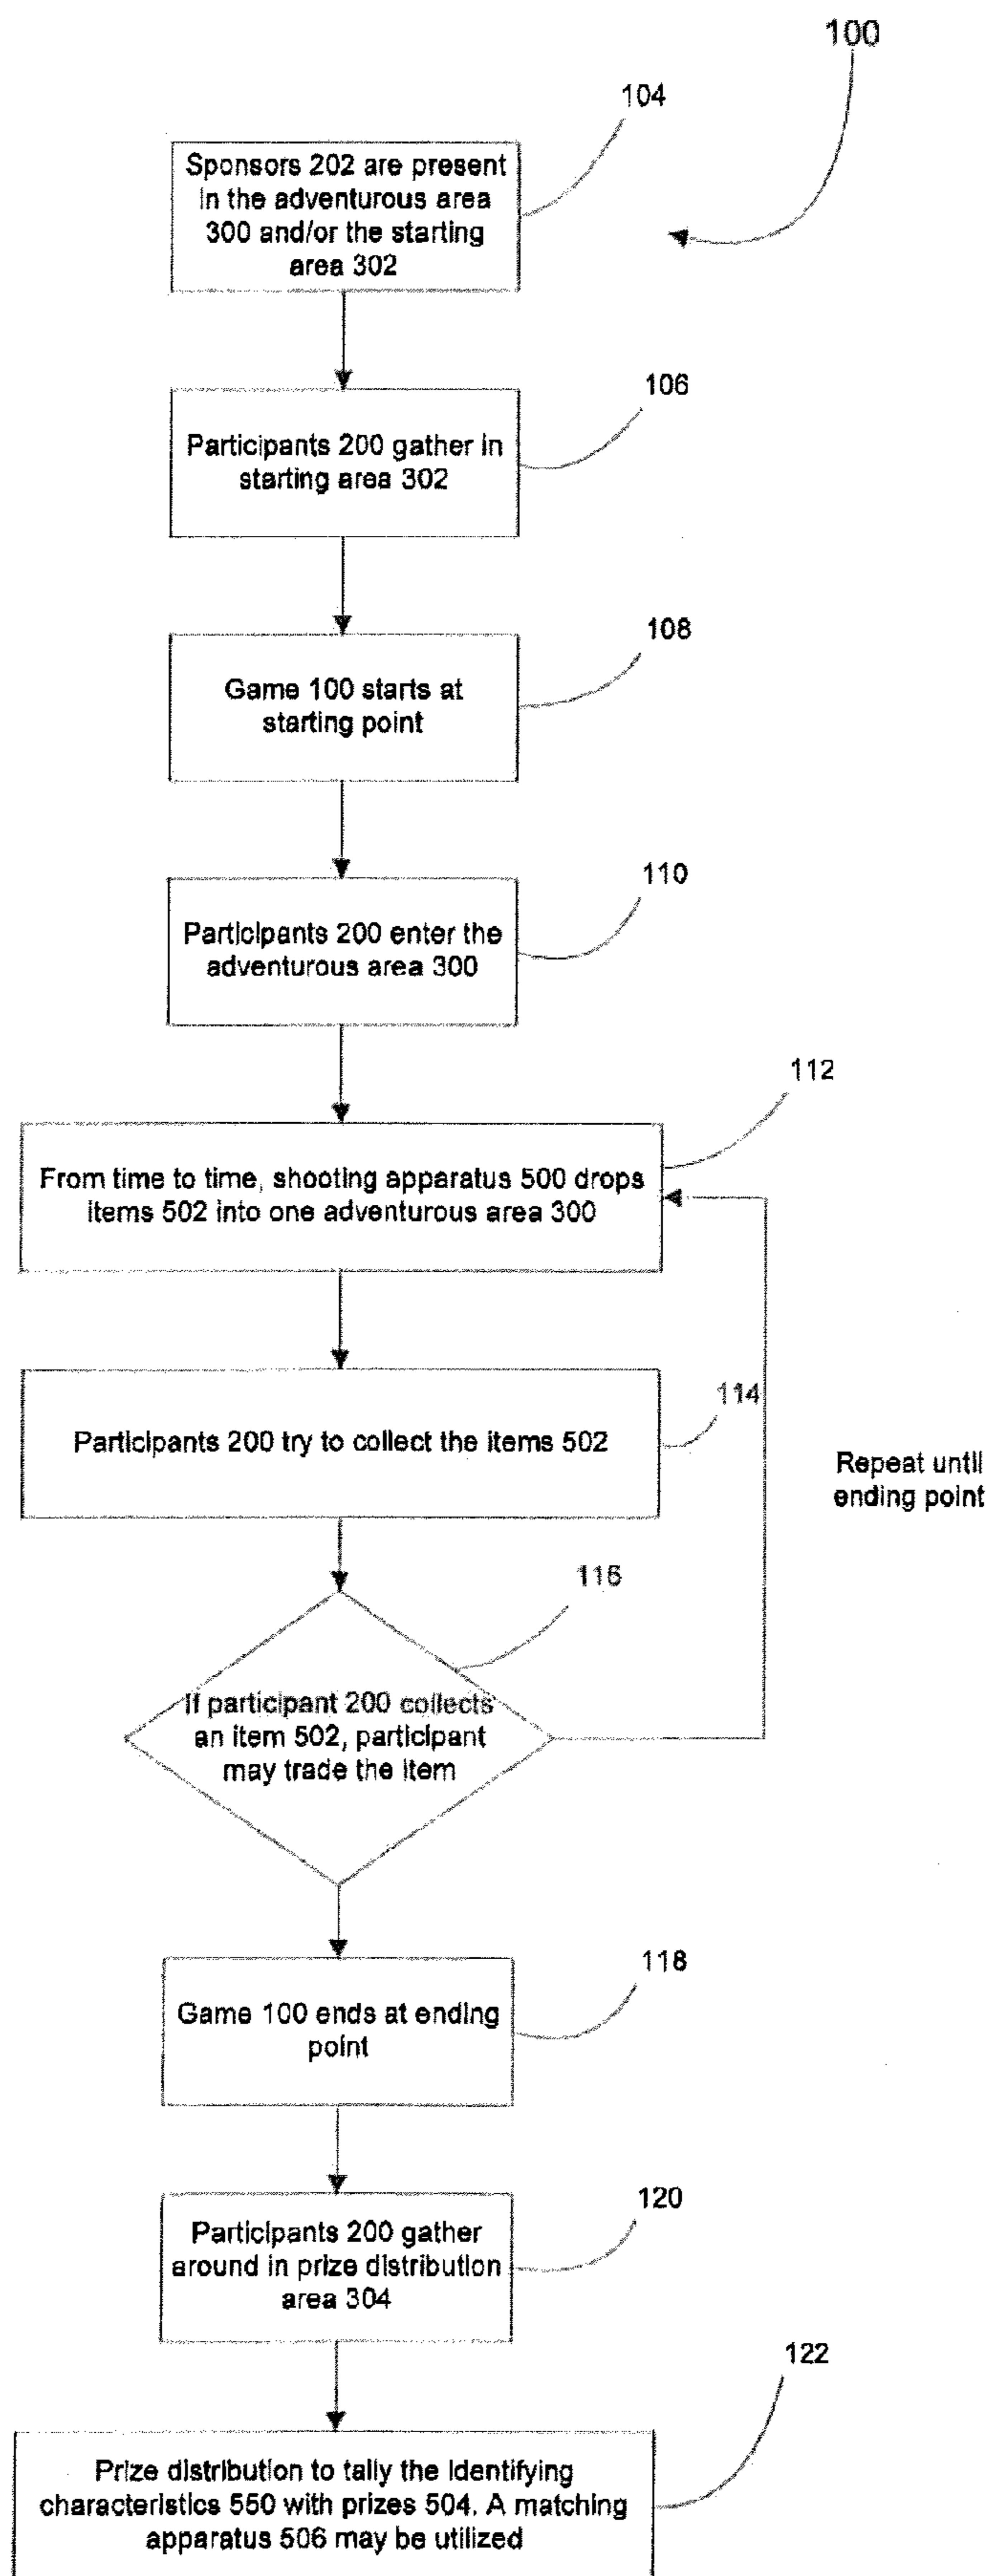 100
104
Sponsors 202 are present
in the adventurous area
300 and/or the starting
area 302
106
Participants 200 gather in
starting area 302
108
Game 100 starts at
starting point
110
Participants 200 enter the
adventurous area 300
112
From time to time, shooting apparatus 500 drops
items 502 into one adventurous area 300
114
Participants 200 try to collect the items 502
Repeat until
ending point
116
If participant 200 collects
an item 502, participant
may trade the item
118
Game 100 ends at ending
point
120
Participants 200 gather
around in prize distribution
area 304
122
Prize distribution to tally the identifying
characteristics 550 with prizes 504. A matching
apparatus 506 may be utilized